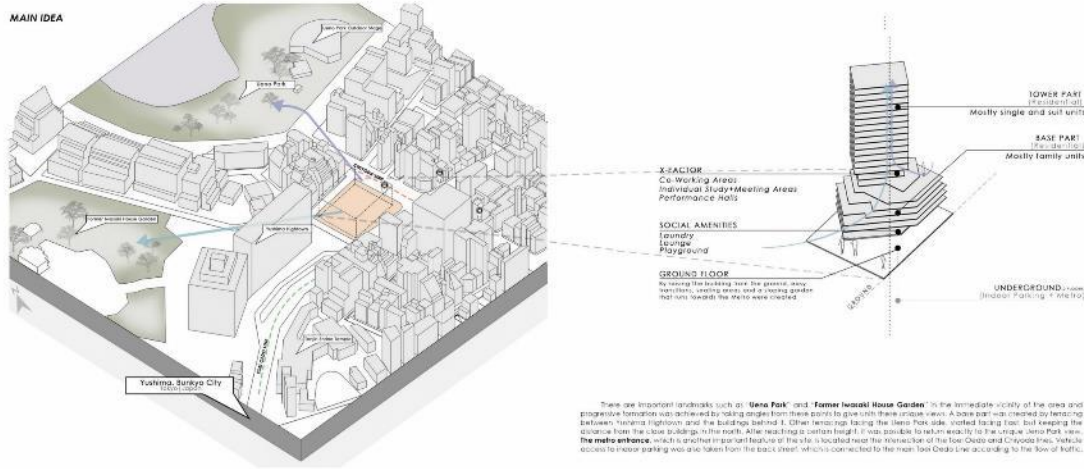 MAIN IDEA
Ueno Park Outdoor Stage
Ueno Park
CHIYODA LINE
Former Iwasaki House Garden
Yushima Hightown
Yushima, Bunkyo City
Tokyo/Japan
X-FACTOR
Co-Working Areas
Individual Study+Meeting Areas
Performance Halls
SOCIAL AMENITIES
Laundry
Lounge
Playground
GROUND FLOOR
By raising the building from the ground, easy
transitions, seating areas and a sloping garden
that runs towards the Metro were created
TOWER PART
(Residential)
Mostly single and suit units
BASE PART
(Residential)
Mostly family units
GROUND
UNDERGROUND
(Indoor Parking + Metro)
There are important landmarks such as "Ueno Park" and "Former Iwasaki House Garden" in the immediate vicinity of the area and
progressive formation was achieved by taking angles from these points to give units these unique views. A base part was created by terracing
between Yushima Hightown and the buildings behind it. Other terracings facing the Ueno Park side, started facing East, but keeping the
distance from the close buildings in the north. After reaching a certain height, it was possible to return exactly to the unique Ueno Park view.
The metro entrance, which is another important feature of the site, is located near the intersection of the Toei Oedo and Chiyoda lines. Vehicle
access to indoor parking was also taken from the back street, which is connected to the main Toei Oedo Line according to the flow of traffic.